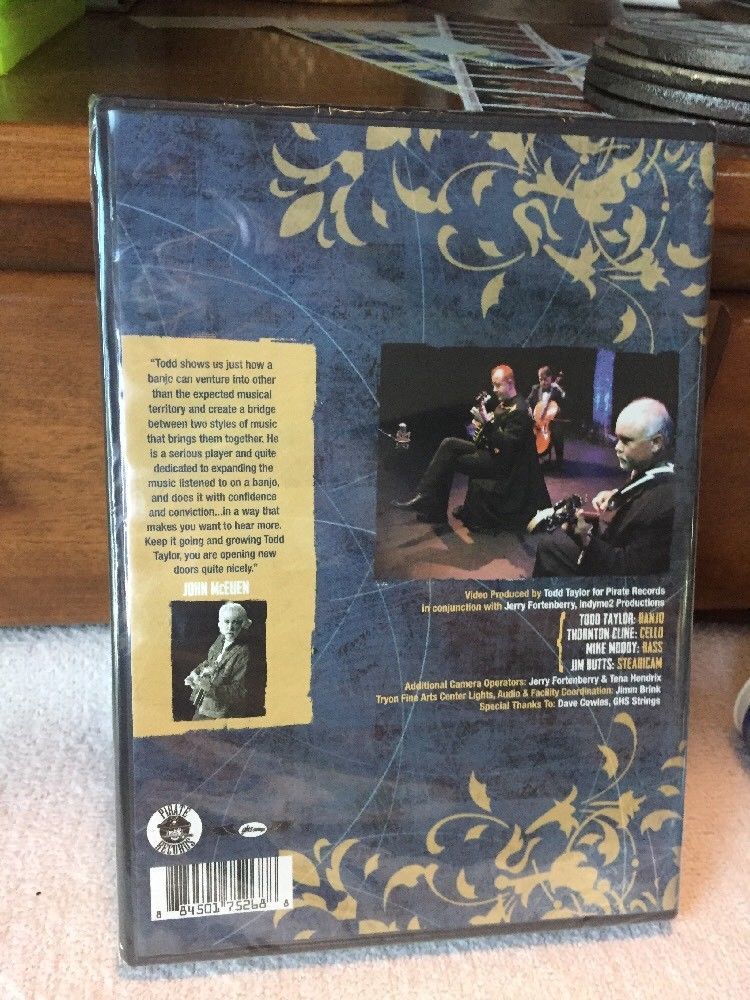 “Todd shows us just how a
banjo can venture into other
than the expected musical
territory and create a bridge
between two styles of music
that brings them together. He
is a serious player and quite
dedicated to expanding the
music listened to on a banjo,
and does it with confidence
and conviction...in a way that
makes you want to hear more.
Keep it going and growing Todd
Taylor, you are opening new
doors quite nicely.”
JOHN McEUEN
Video Produced by Todd Taylor for Pirate Records
in conjunction with Jerry Fortenberry, Indyme2 Productions
TODD TAYLOR: BANJO
THORNTON CLINE: CELLO
MIKE MOODY: BASS
JIM BUTTS: STEADICAM
Additional Camera Operators: Jerry Fortenberry & Tena Hendrix
Tryon Fine Arts Center Lights, Audio & Facility Coordination: Jimm Brink
Special Thanks To: Dave Cowles, GHS Strings
PIRATE
RECORDS
8 84501 75268 8